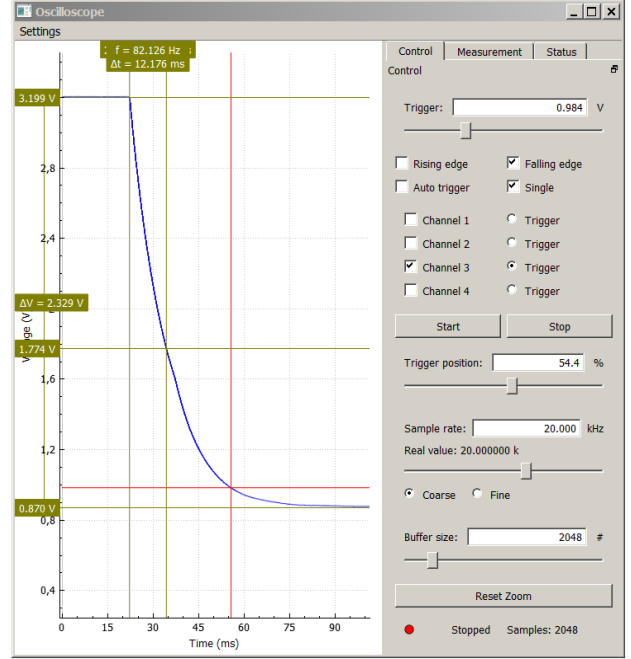 Oscilloscope
Settings
f = 82.126 Hz
Δt = 12.176 ms
3.199 V
2,8
2,4
ΔV = 2.329 V
1.774 V
1,6
1,2
0.870 V
0,8
0,4
0 15 30 45 60 75 90
Time (ms)
Control Measurement Status
Control
Trigger: 0.984 V
Rising edge Falling edge
Auto trigger Single
Channel 1 Trigger
Channel 2 Trigger
Channel 3 Trigger
Channel 4 Trigger
Start Stop
Trigger position: 54.4 %
Sample rate: 20.000 kHz
Real value: 20.000000 k
Coarse Fine
Buffer size: 2048 #
Reset Zoom
Stopped Samples: 2048